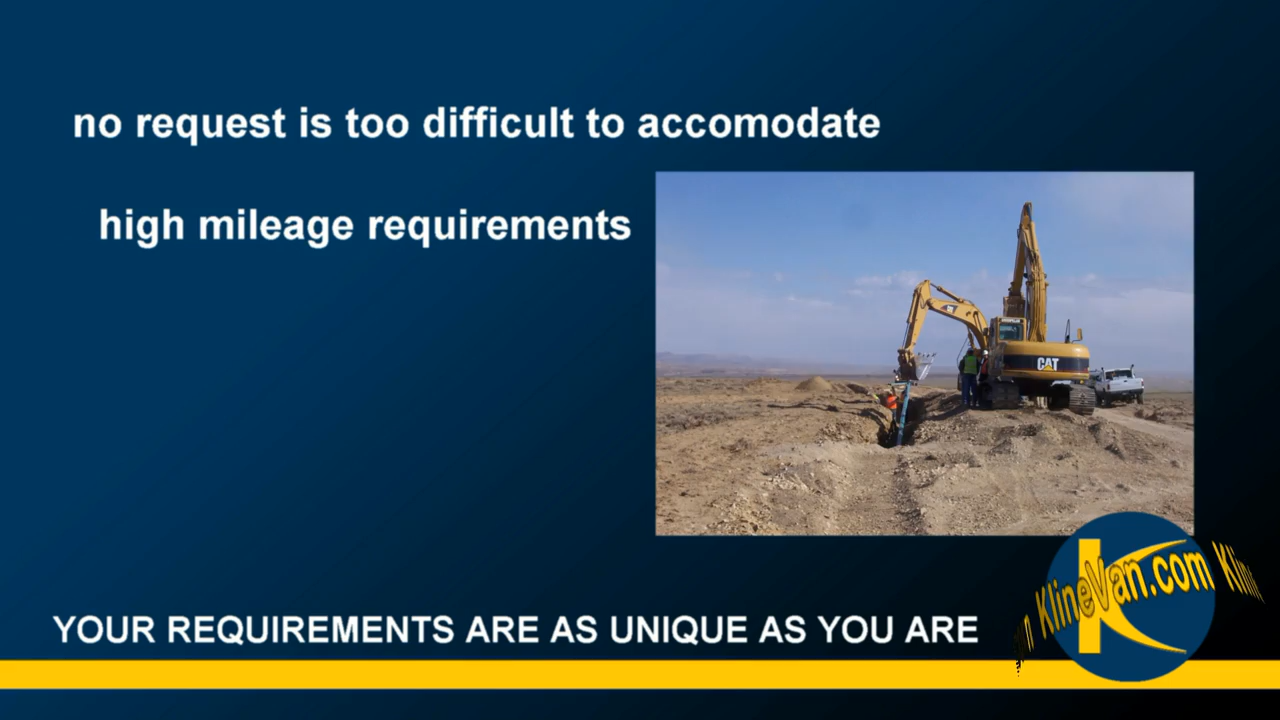 no request is too difficult to accomodate
high mileage requirements
CAT
YOUR REQUIREMENTS ARE AS UNIQUE AS YOU ARE
KlineVan.com